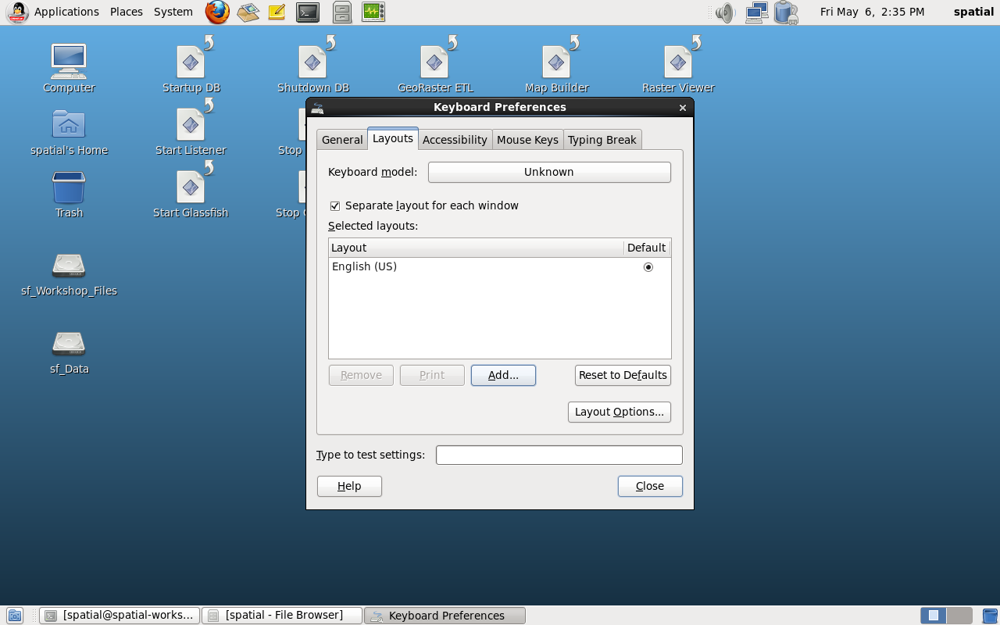 Applications Places System Fri May 6, 2:35 PM spatial
Computer Startup DB Shutdown DB GeoRaster ETL Map Builder Raster Viewer
spatial's Home Start Listener Stop
Trash Start Glassfish Stop
sf_Workshop_Files
sf_Data
Keyboard Preferences
General Layouts Accessibility Mouse Keys Typing Break
Keyboard model: Unknown
Separate layout for each window
Selected layouts:
Layout Default
English (US)
Remove Print Add... Reset to Defaults
Layout Options...
Type to test settings:
Help Close
[spatial@spatial-works... [spatial - File Browser] Keyboard Preferences